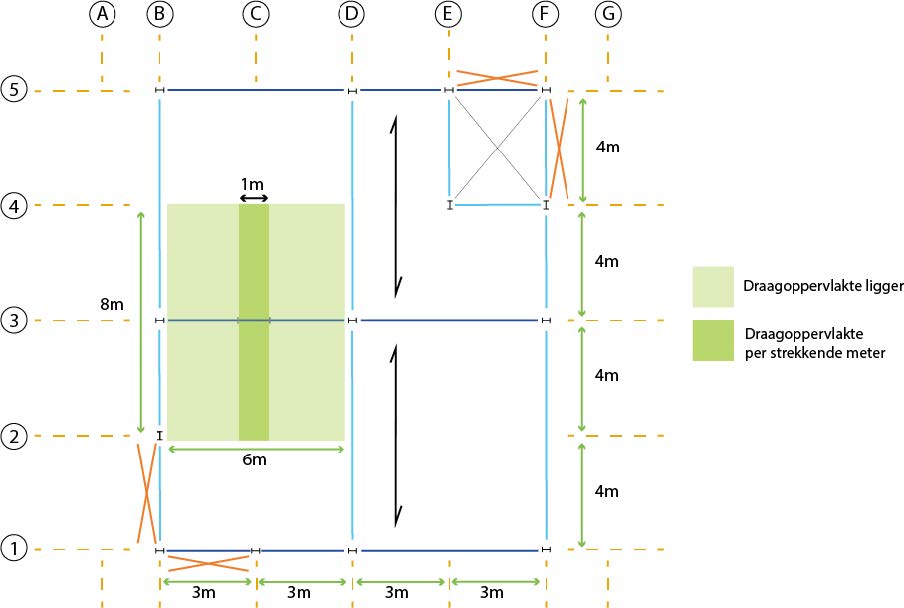 A B C D E F G
5
4m
1m
4
4m
8m
Draagoppervlakte ligger
3
Draagoppervlakte
per strekkende meter
4m
2
6m
4m
1
3m 3m 3m 3m